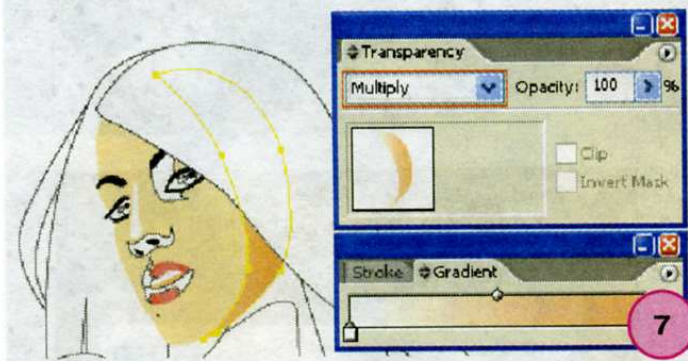 Transparency
Multiply Opacity: 100 %
Clip
Invert Mask
Stroke Gradient
7